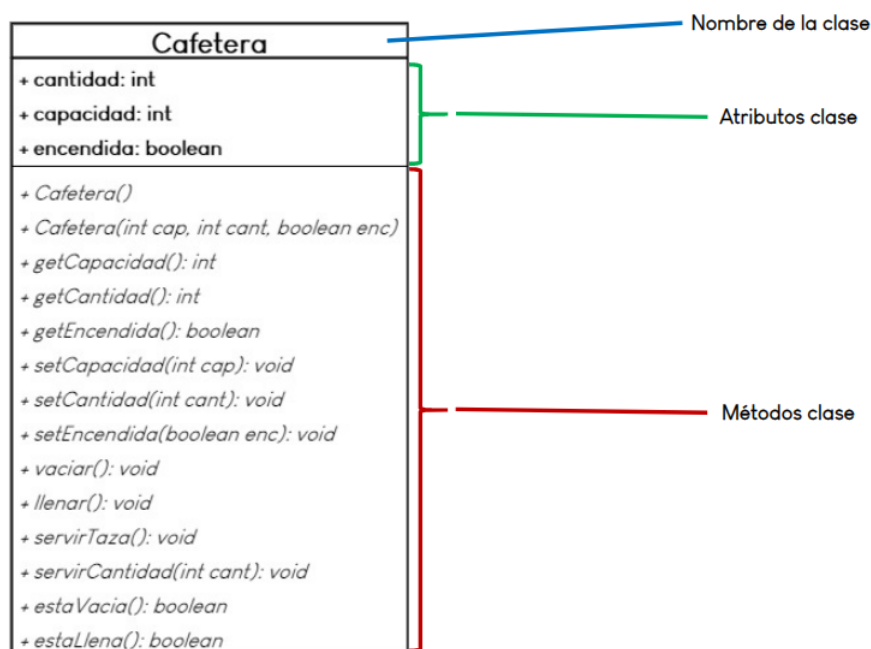 Cafetera
Nombre de la clase
+ cantidad: int
+ capacidad: int
+ encendida: boolean
Atributos clase
+ Cafetera()
+ Cafetera(int cap, int cant, boolean enc)
+ getCapacidad(): int
+ getCantidad(): int
+ getEncendida(): boolean
+ setCapacidad(int cap): void
+ setCantidad(int cant): void
+ setEncendida(boolean enc): void
+ vaciar(): void
+ llenar(): void
+ servirTaza(): void
+ servirCantidad(int cant): void
+ estaVacia(): boolean
+ estaLlena(): boolean
Métodos clase